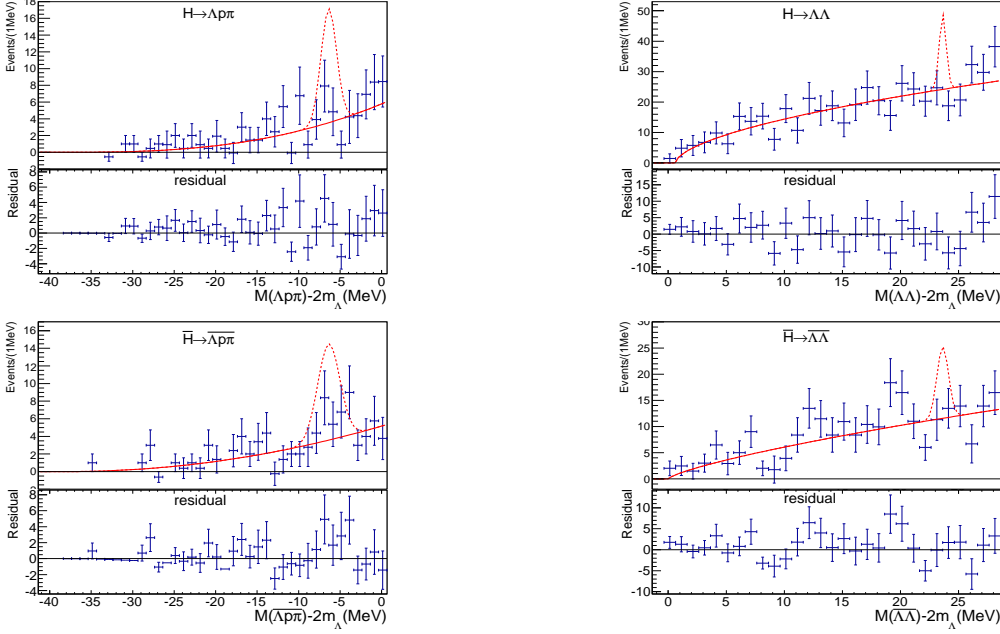 H→Λpπ
Events/(1MeV)
18
16
14
12
10
8
6
4
2
0
residual
Residual
8
6
4
2
0
-2
-4
-40 -35 -30 -25 -20 -15 -10 -5 0
M(Λpπ)-2m_Λ(MeV)
H→ΛΛ
Events/(1MeV)
50
40
30
20
10
0
residual
Residual
15
10
5
0
-5
-10
0 5 10 15 20 25
M(ΛΛ)-2m_Λ(MeV)
H̅→Λ̅p̅π̅
Events/(1MeV)
16
14
12
10
8
6
4
2
0
residual
Residual
8
6
4
2
0
-2
-4
-40 -35 -30 -25 -20 -15 -10 -5 0
M(Λ̅p̅π̅)-2m_Λ(MeV)
H̅→Λ̅Λ̅
Events/(1MeV)
30
25
20
15
10
5
0
residual
Residual
10
5
0
-5
-10
0 5 10 15 20 25
M(Λ̅Λ̅)-2m_Λ(MeV)